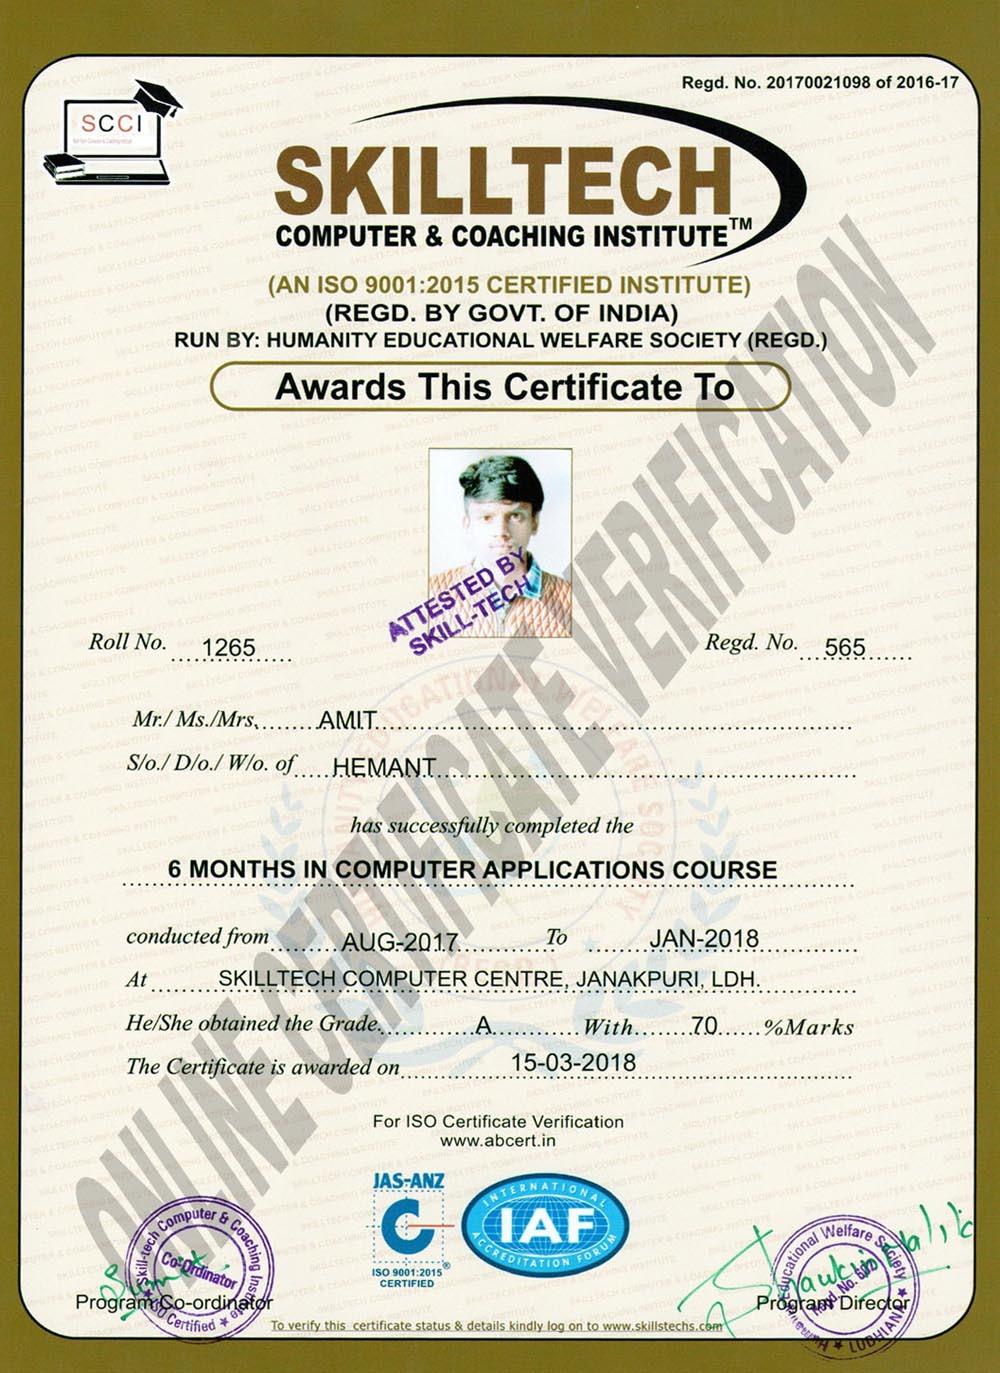 Regd. No. 20170021098 of 2016-17
SCCI
SKILLTECH
COMPUTER & COACHING INSTITUTE™
(AN ISO 9001:2015 CERTIFIED INSTITUTE)
(REGD. BY GOVT. OF INDIA)
RUN BY: HUMANITY EDUCATIONAL WELFARE SOCIETY (REGD.)
Awards This Certificate To
ATTESTED BY
SKILL-TECH
Roll No. 1265 Regd. No. 565
Mr./ Ms./Mrs. AMIT
S/o./ D/o./ W/o. of HEMANT
has successfully completed the
6 MONTHS IN COMPUTER APPLICATIONS COURSE
conducted from AUG-2017 To JAN-2018
At SKILLTECH COMPUTER CENTRE, JANAKPURI, LDH.
He/She obtained the Grade. A With 70 %Marks
The Certificate is awarded on 15-03-2018
ONLINE CERTIFICATE VERIFICATION
For ISO Certificate Verification
www.abcert.in
JAS-ANZ
ISO 9001:2015
CERTIFIED
INTERNATIONAL
IAF
ACCREDITATION FORUM
Skill-tech Computer & Coaching Institute
Co-Ordinator
ISO Certified
Program Co-ordinator
Educational Welfare Society
LUDHIANA
Program Director
To verify this certificate status & details kindly log on to www.skillstechs.com